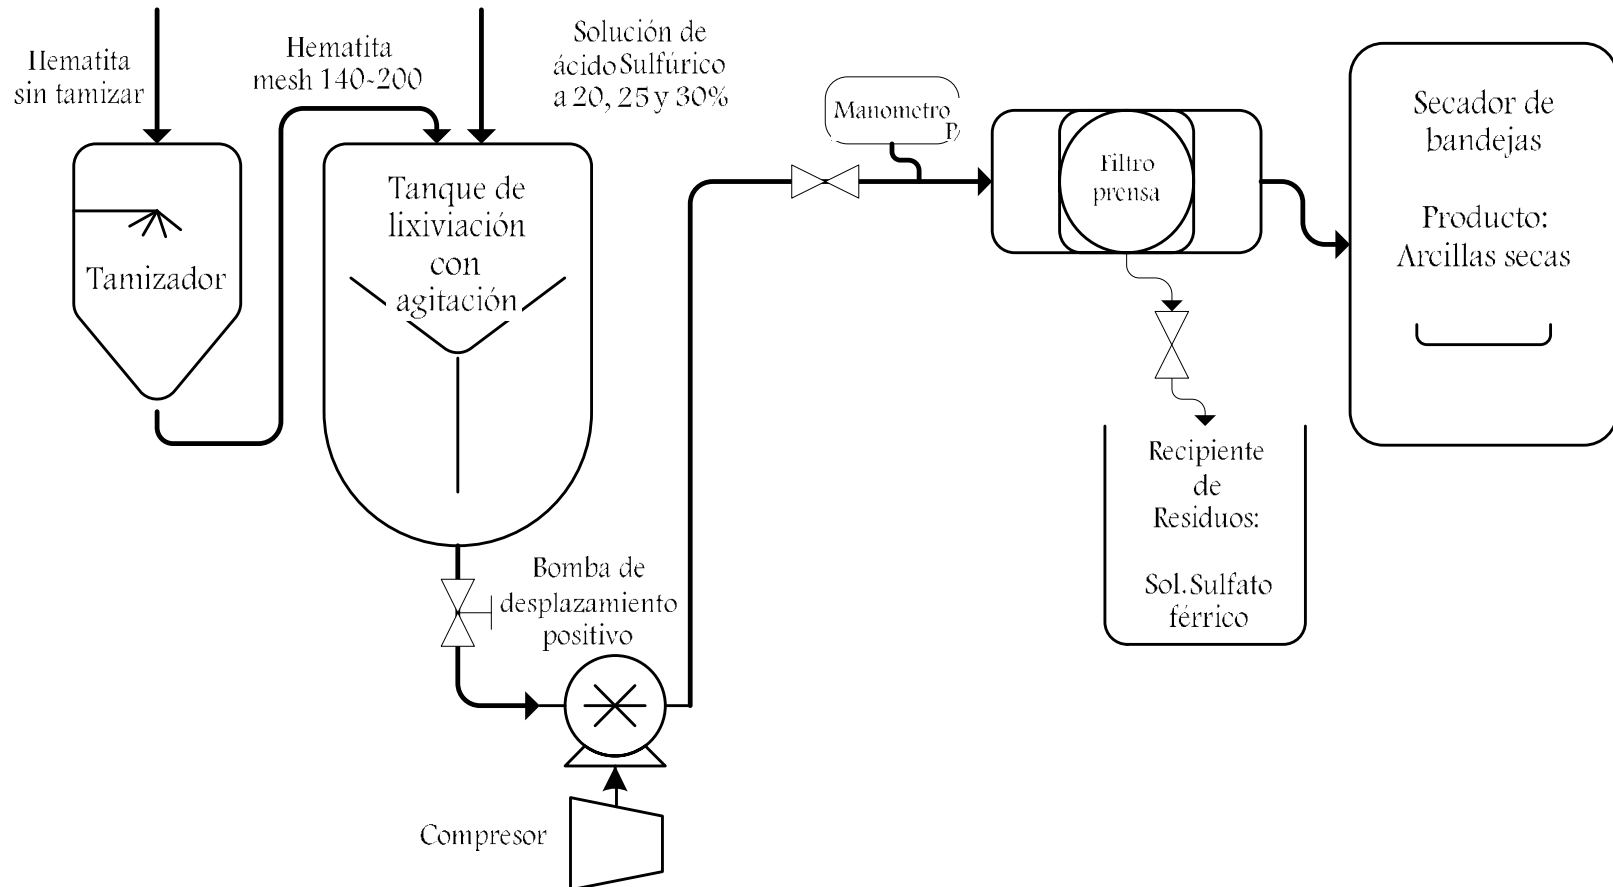 Hematita
sin tamizar
Hematita
mesh 140-200
Solución de
ácido Sulfúrico
a 20, 25 y 30%
Tamizador
Tanque de
lixiviación
con
agitación
Bomba de
desplazamiento
positivo
Compresor
Manometro
P
Filtro
prensa
Recipiente
de
Residuos:
Sol. Sulfato
férrico
Secador de
bandejas
Producto:
Arcillas secas